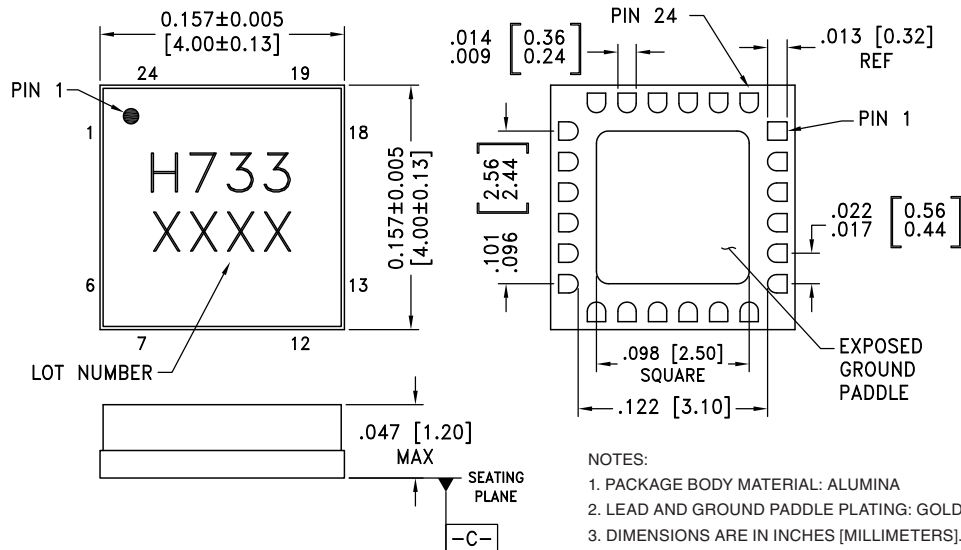 0.157±0.005
[4.00±0.13]
24
19
PIN 1
1
18
H733
XXXX
0.157±0.005
[4.00±0.13]
6
13
7
12
LOT NUMBER
.047 [1.20]
MAX
SEATING
PLANE
-C-
PIN 24
.014
.009
[0.36
0.24]
.013 [0.32]
REF
PIN 1
[2.56
2.44]
.101
.096
.022
.017
[0.56
0.44]
.098 [2.50]
SQUARE
.122 [3.10]
EXPOSED
GROUND
PADDLE
NOTES:
1. PACKAGE BODY MATERIAL: ALUMINA
2. LEAD AND GROUND PADDLE PLATING: GOLD
3. DIMENSIONS ARE IN INCHES [MILLIMETERS].